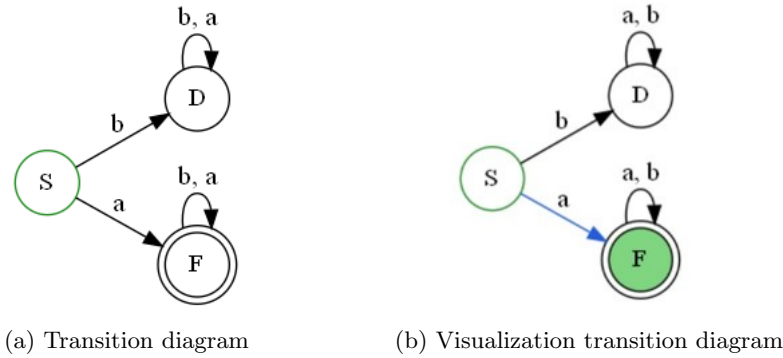 b, a
a, b
D
D
b
b
S
S
b, a
a, b
a
a
F
F
(a) Transition diagram
(b) Visualization transition diagram